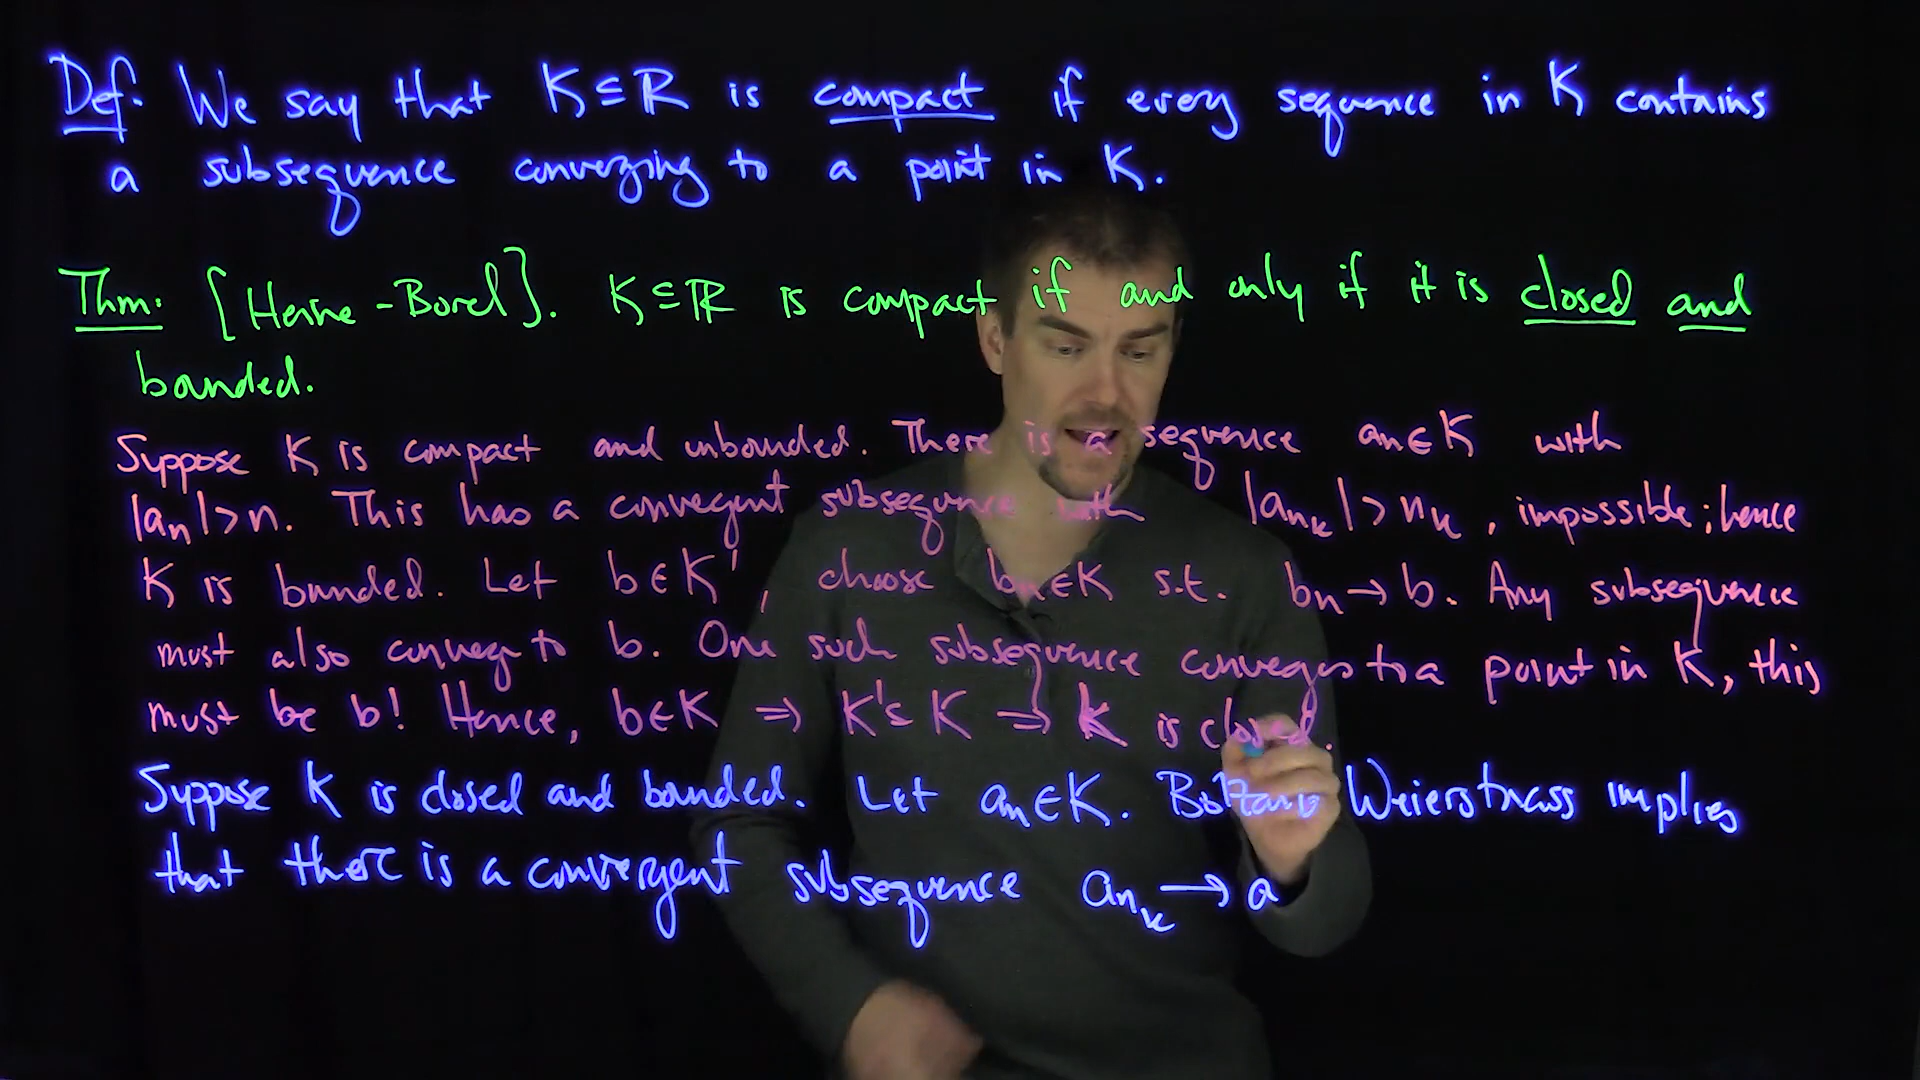 Def: We say that K ⊆ ℝ is compact if every sequence in K contains
a subsequence converging to a point in K.
Thm: [Heine-Borel]. K ⊆ ℝ is compact if and only if it is closed and
bounded.
Suppose K is compact and unbounded. There is a sequence aₙ ∈ K with
|aₙ| > n. This has a convergent subsequence with |aₙₖ| > nₖ, impossible; hence
K is bounded. Let b ∈ K', choose bₙ ∈ K s.t. bₙ → b. Any subsequence
must also converge to b. One such subsequence converges to a point in K, this
must be b! Hence, b ∈ K ⇒ K' ⊆ K ⇒ K is closed.
Suppose K is closed and bounded. Let aₙ ∈ K. Bolzano Weierstrass implies
that there is a convergent subsequence aₙₖ → a